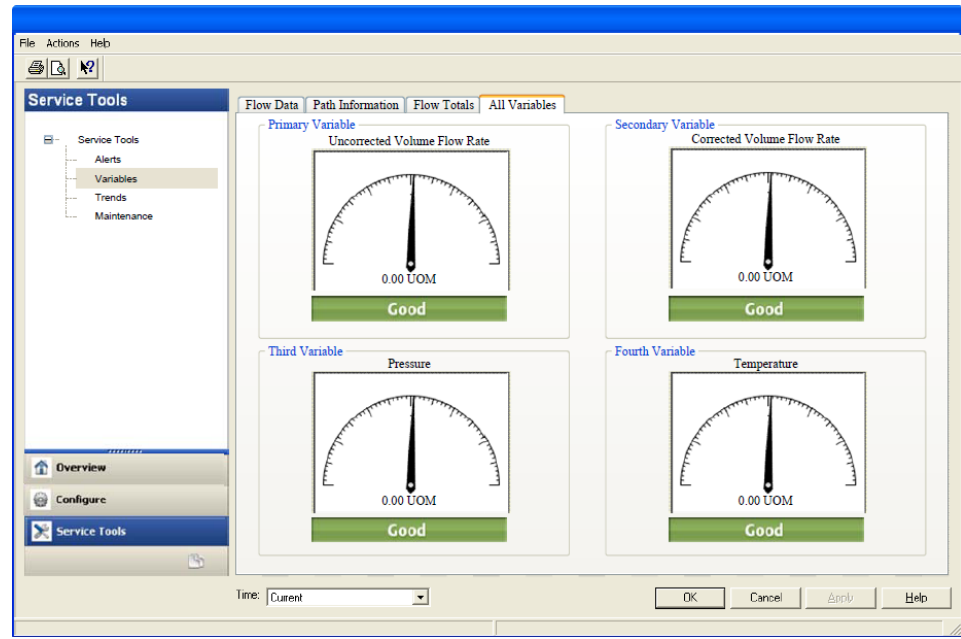 File Actions Help
Service Tools
Service Tools
Alerts
Variables
Trends
Maintenance
Overview
Configure
Service Tools
Flow Data Path Information Flow Totals All Variables
Primary Variable
Uncorrected Volume Flow Rate
0.00 UOM
Good
Secondary Variable
Corrected Volume Flow Rate
0.00 UOM
Good
Third Variable
Pressure
0.00 UOM
Good
Fourth Variable
Temperature
0.00 UOM
Good
Time: Current
OK Cancel Apply Help